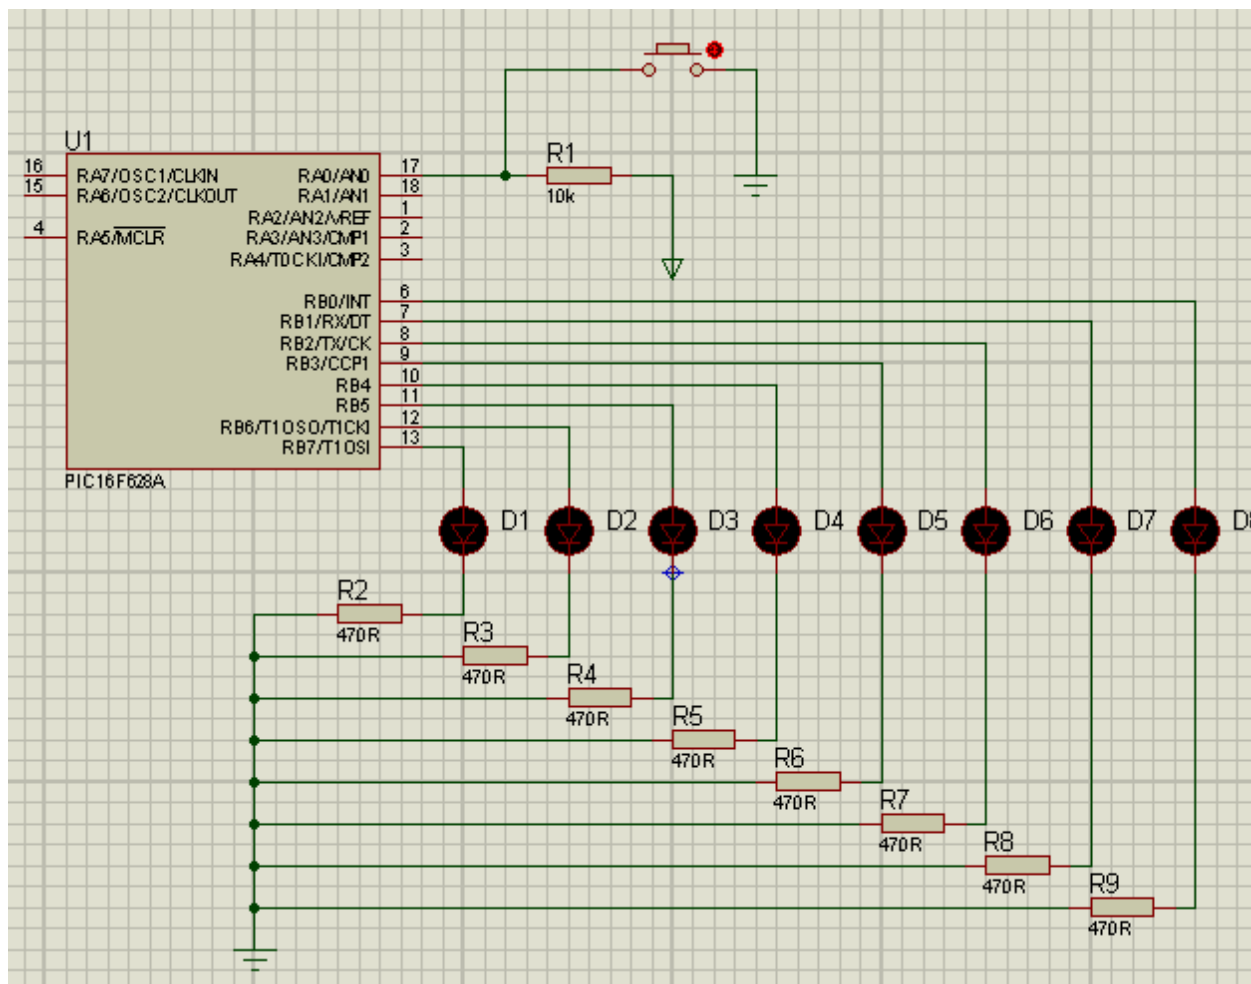 U1
16 RA7/OSC1/CLKIN RA0/AN0 17
15 RA6/OSC2/CLKOUT RA1/AN1 18
RA2/AN2/VREF 1
4 RA5/MCLR RA3/AN3/CMP1 2
RA4/T0CKI/CMP2 3
RB0/INT 6
RB1/RX/DT 7
RB2/TX/CK 8
RB3/CCP1 9
RB4 10
RB5 11
RB6/T1OSO/T1CKI 12
RB7/T1OSI 13
PIC16F628A
R1
10k
D1 D2 D3 D4 D5 D6 D7 D8
R2
470R
R3
470R
R4
470R
R5
470R
R6
470R
R7
470R
R8
470R
R9
470R